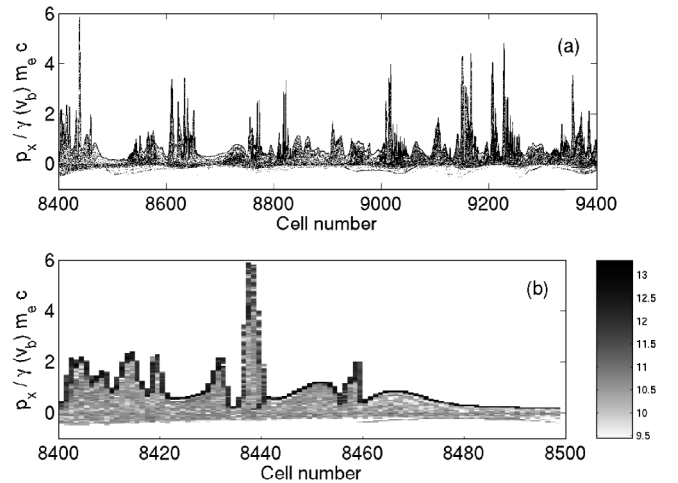 6
4
2
0
p_x / γ (v_b) m_e c
(a)
8400 8600 8800 9000 9200 9400
Cell number
6
4
2
0
p_x / γ (v_b) m_e c
(b)
8400 8420 8440 8460 8480 8500
Cell number
13
12.5
12
11.5
11
10.5
10
9.5